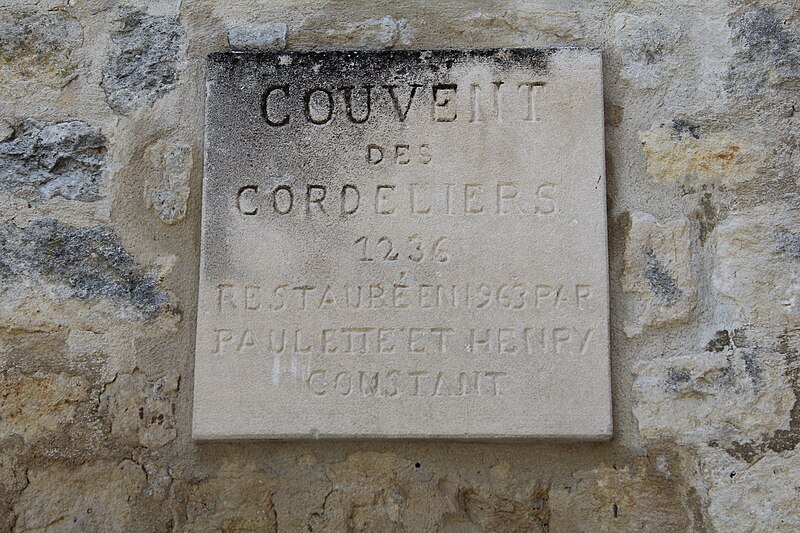 COUVENT
DES
CORDELIERS
1236
RESTAURÉ EN 1963 PAR
PAULETTE ET HENRY
CONSTANT